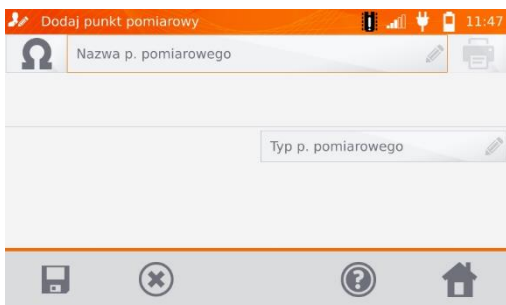 Dodaj punkt pomiarowy 11:47
Ω Nazwa p. pomiarowego
Typ p. pomiarowego
?